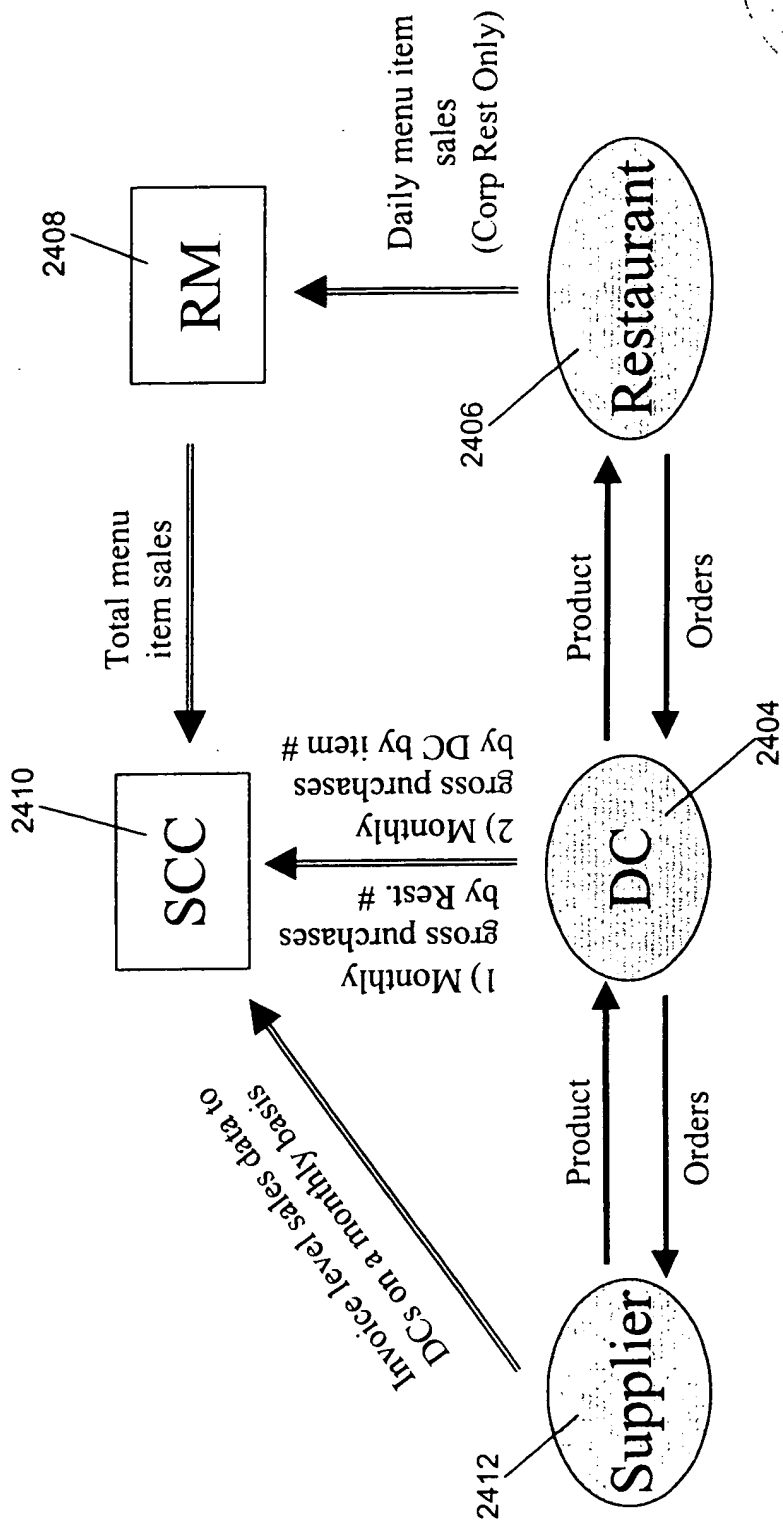 2410
SCC
Total menu
item sales
2408
RM
Invoice level sales data to
DCs on a monthly basis
1) Monthly
gross purchases
by Rest. #
2) Monthly
gross purchases
by DC by item #
Daily menu item
sales
(Corp Rest Only)
2412
Supplier
Product
Orders
DC
2404
Product
Orders
2406
Restaurant